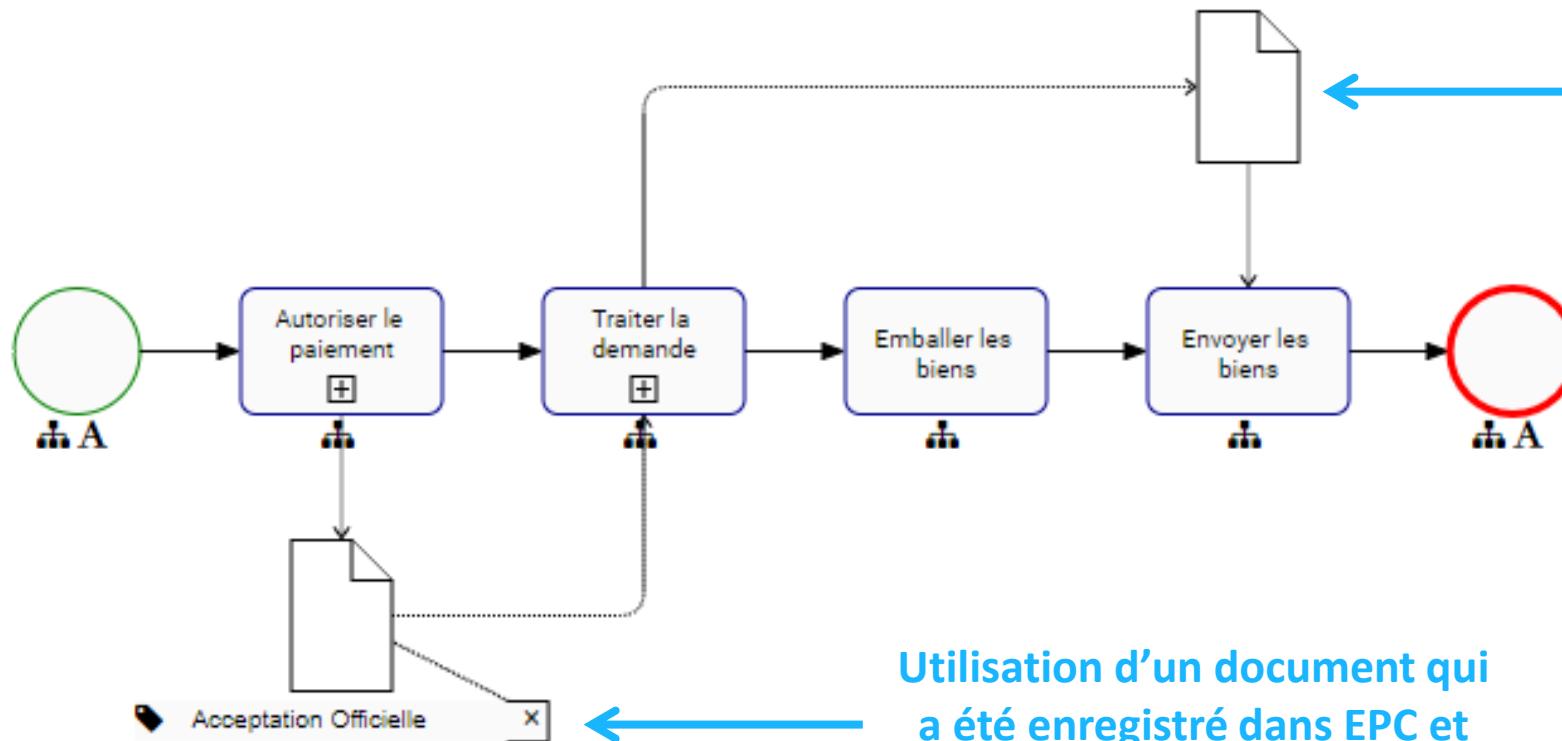 Autoriser le
paiement
Traiter la
demande
Emballer les
biens
Envoyer les
biens
A
A
Acceptation Officielle
Utilisation d’un document qui
a été enregistré dans EPC et